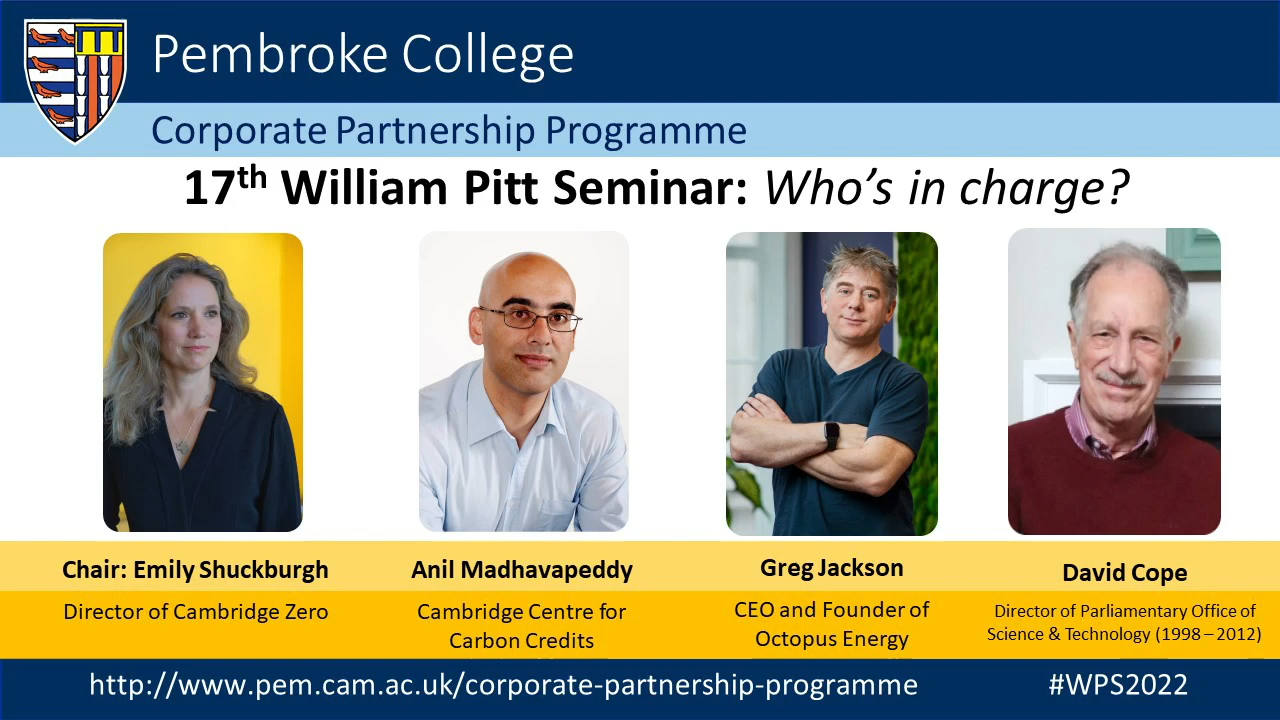 Pembroke College
Corporate Partnership Programme
17th William Pitt Seminar: Who's in charge?
Chair: Emily Shuckburgh
Director of Cambridge Zero
Anil Madhavapeddy
Cambridge Centre for
Carbon Credits
Greg Jackson
CEO and Founder of
Octopus Energy
David Cope
Director of Parliamentary Office of
Science & Technology (1998 – 2012)
http://www.pem.cam.ac.uk/corporate-partnership-programme
#WPS2022